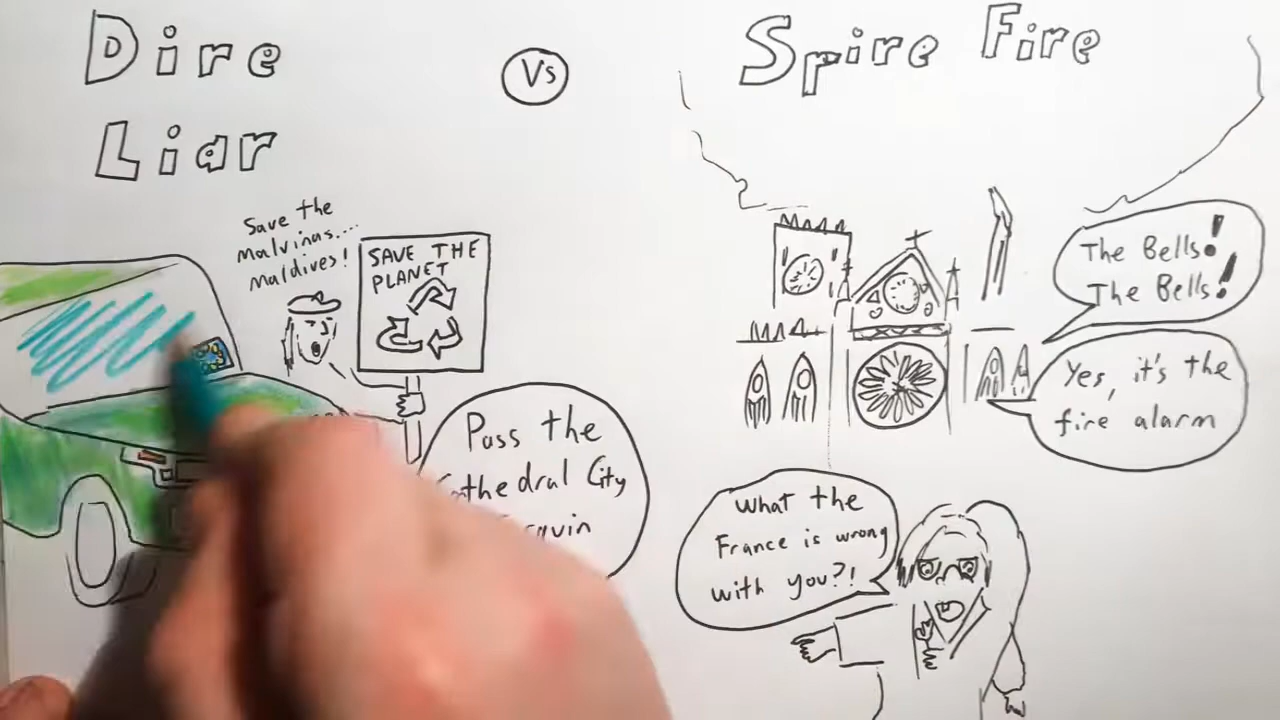 Dire
Liar
Vs
Spire Fire
Save the
malvinas....
maldives!
SAVE THE
PLANET
Pass the
Cathedral City
The Bells!
The Bells!
Yes, it's the
fire alarm
What the
France is wrong
with you?!